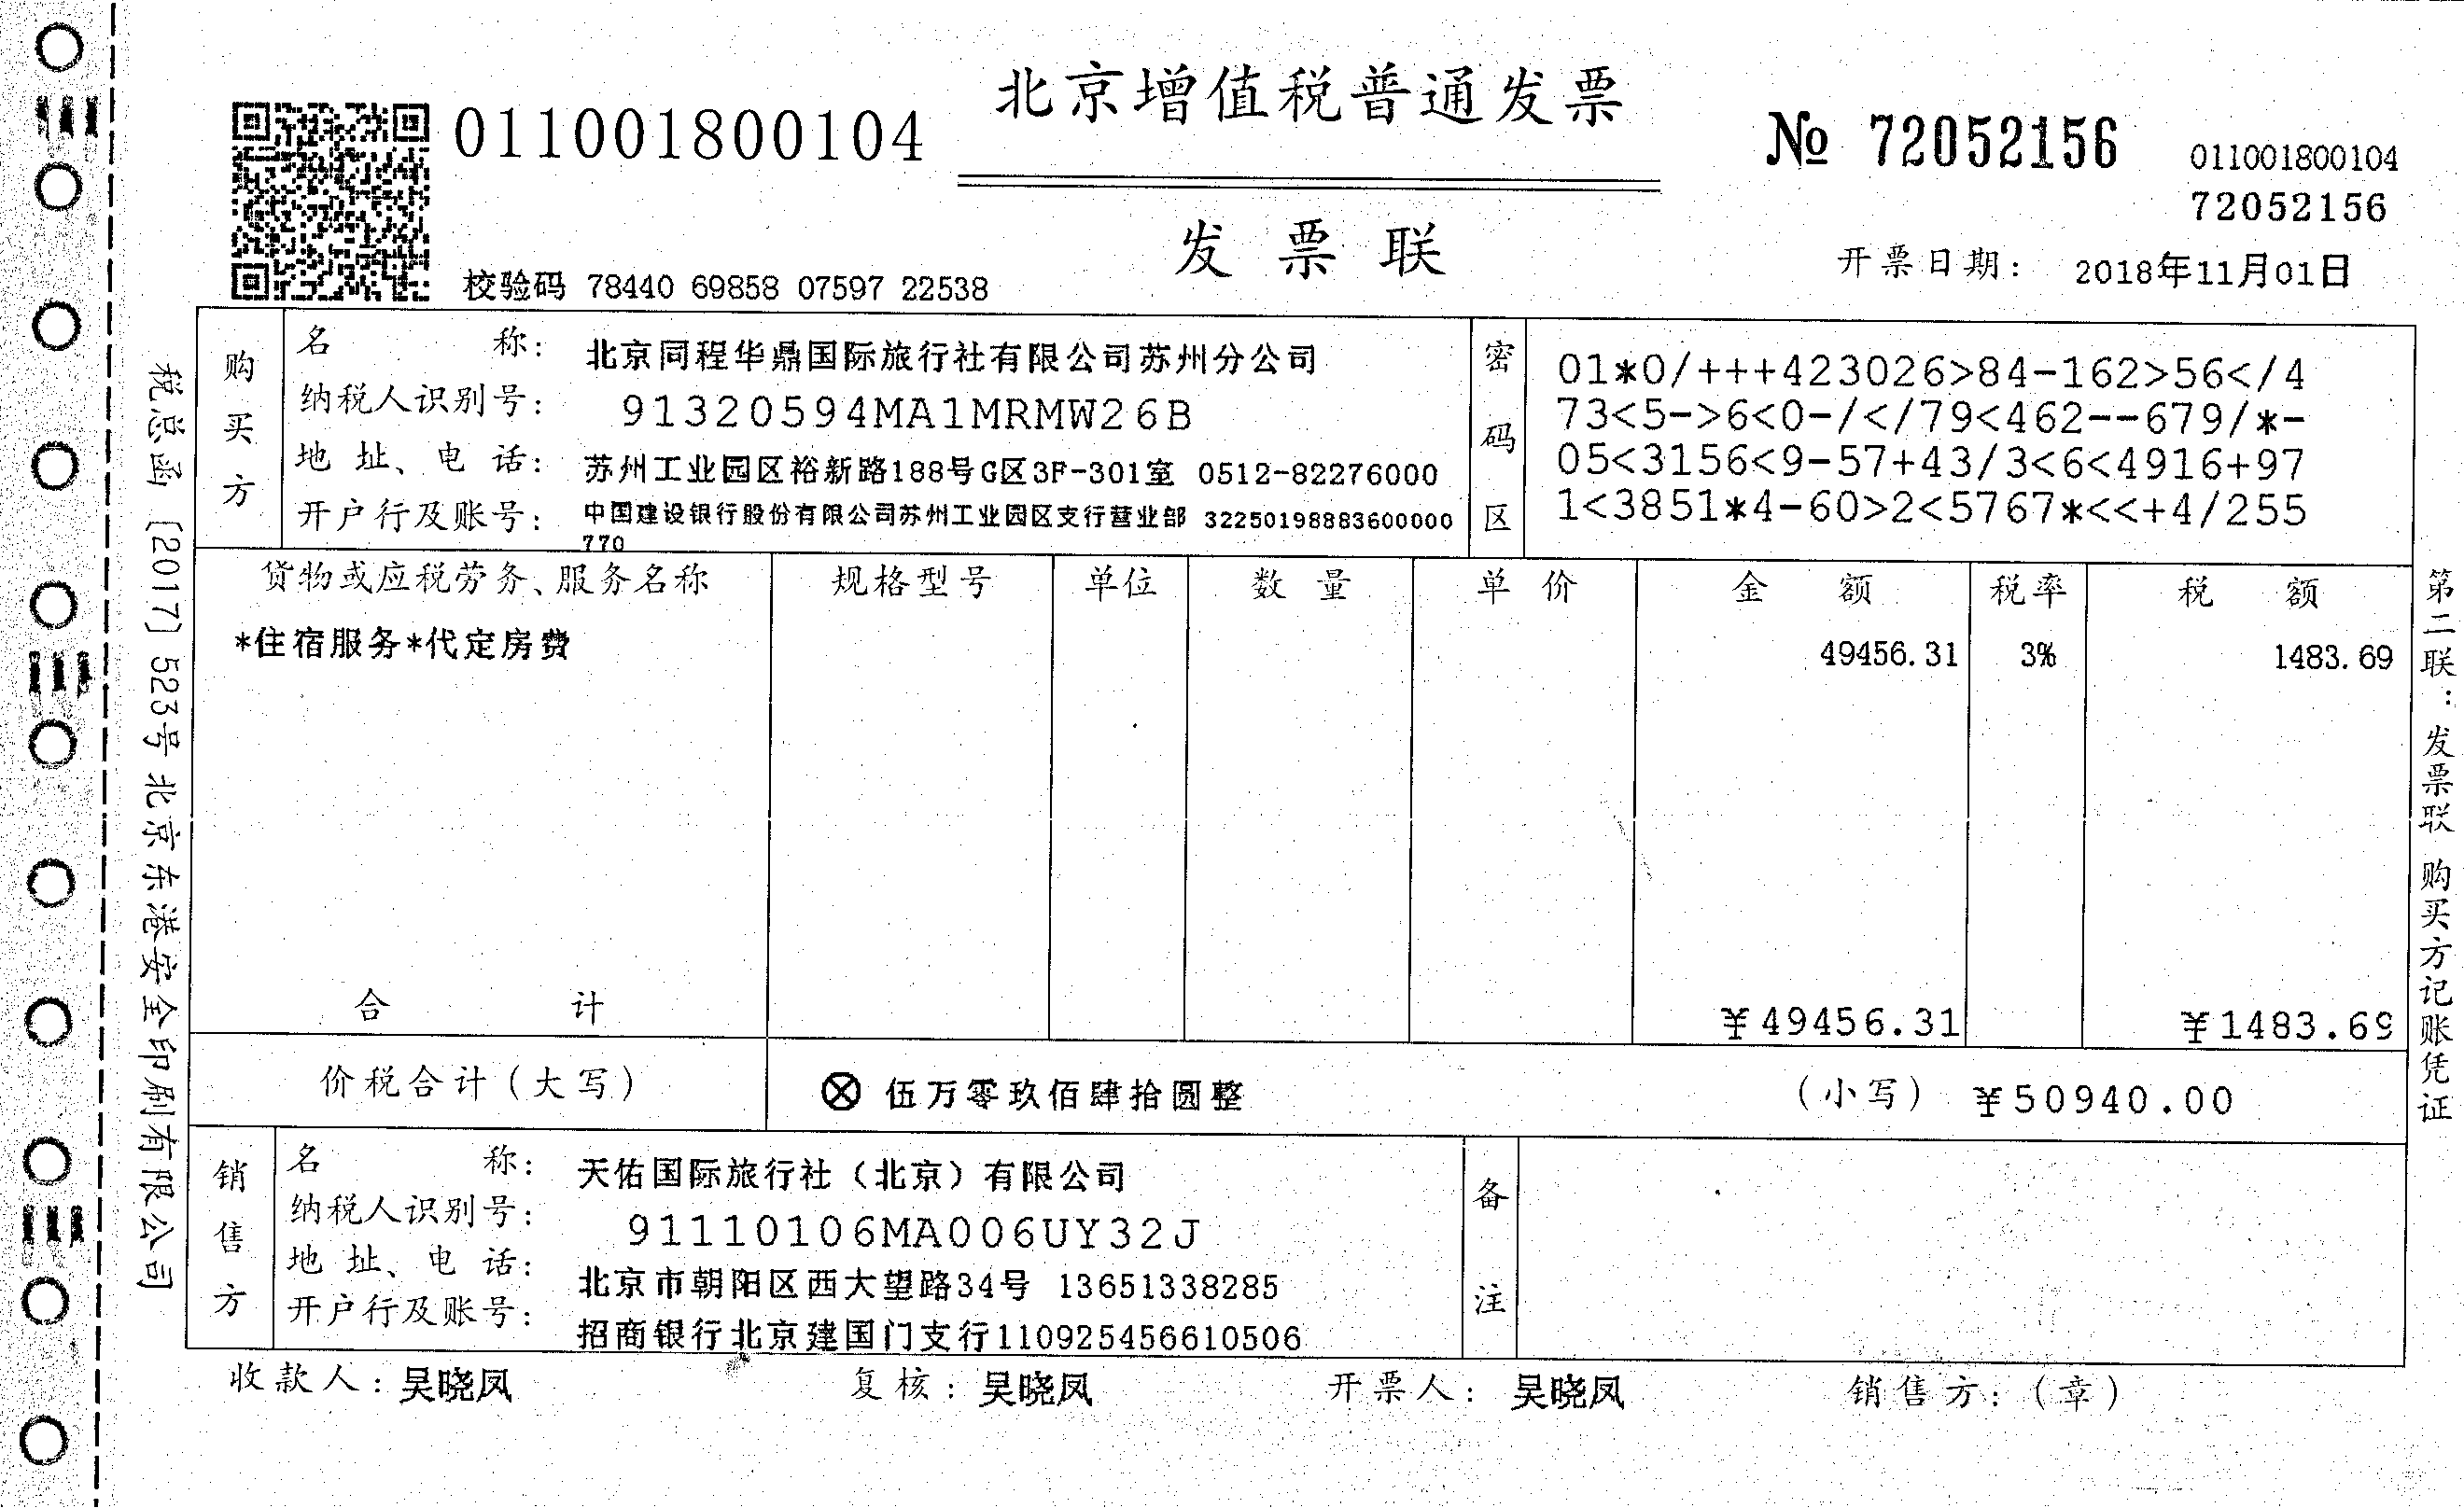 北京增值税普通发票
011001800104
№ 72052156
011001800104
72052156
发票联
校验码 78440 69858 07597 22538
开票日期: 2018年11月01日
税总函〔2017〕523号北京东港安全印刷有限公司
购买方
名称: 北京同程华鼎国际旅行社有限公司苏州分公司
纳税人识别号: 91320594MA1MRMW26B
地址、电话: 苏州工业园区裕新路188号G区3F-301室 0512-82276000
开户行及账号: 中国建设银行股份有限公司苏州工业园区支行营业部 32250198883600000
770
密码区
01*0/+++423026>84-162>56</4
73<5->6<0-/</79<462--679/*-
05<3156<9-57+43/3<6<4916+97
1<3851*4-60>2<5767*<<+4/255
货物或应税劳务、服务名称 规格型号 单位 数量 单价 金额 税率 税额
*住宿服务*代定房费 49456.31 3% 1483.69
合计 ¥49456.31 ¥1483.69
价税合计(大写) ⊗ 伍万零玖佰肆拾圆整 (小写) ¥50940.00
销售方
名称: 天佑国际旅行社（北京）有限公司
纳税人识别号: 91110106MA006UY32J
地址、电话: 北京市朝阳区西大望路34号 13651338285
开户行及账号: 招商银行北京建国门支行110925456610506
备注
收款人: 吴晓凤 复核: 吴晓凤 开票人: 吴晓凤 销售方:(章)
第二联:发票联 购买方记账凭证